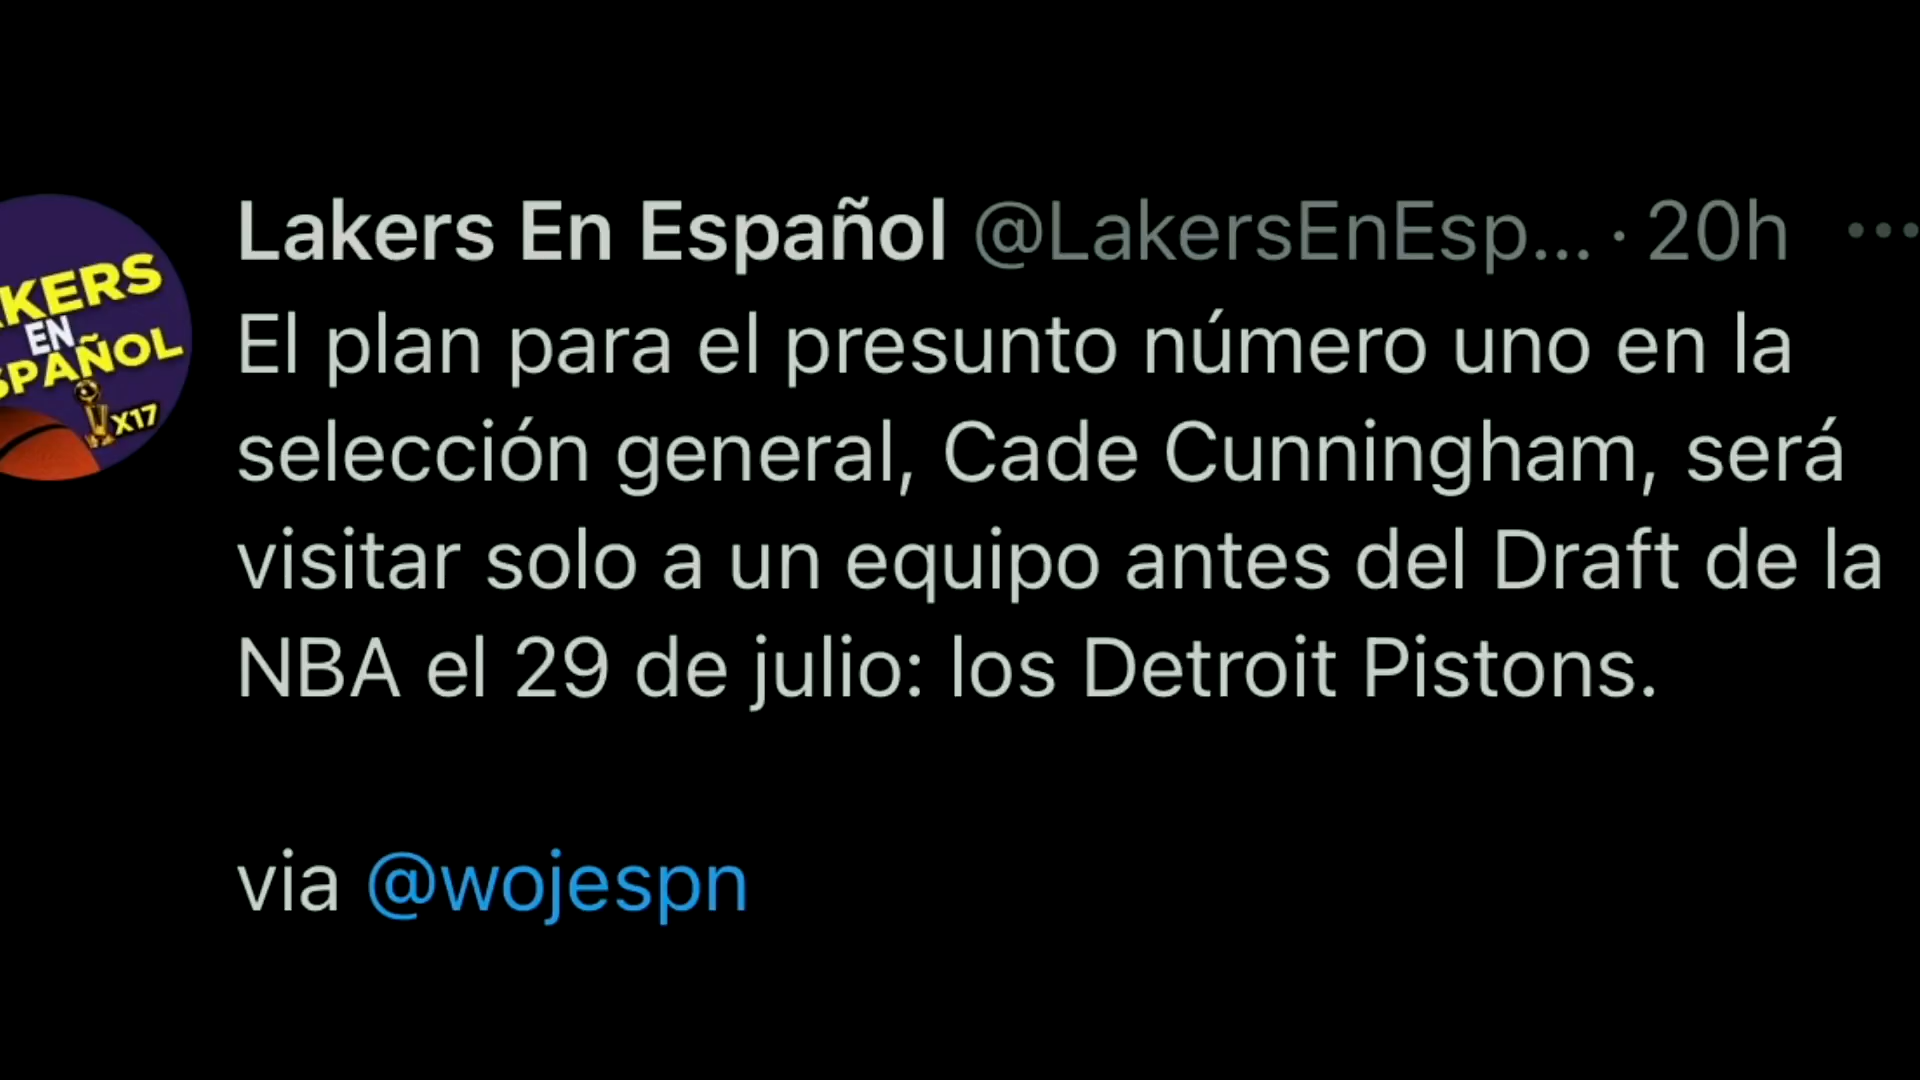 Lakers En Español @LakersEnEsp... · 20h
El plan para el presunto número uno en la
selección general, Cade Cunningham, será
visitar solo a un equipo antes del Draft de la
NBA el 29 de julio: los Detroit Pistons.
via @wojespn
KERS
EN
SPAÑOL
X17